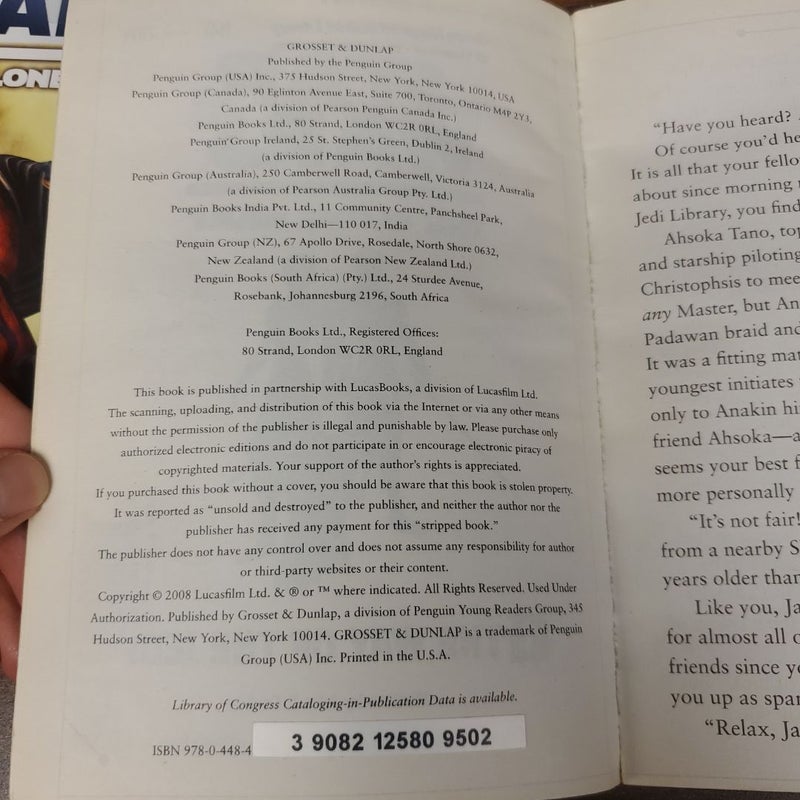 LONE
GROSSET & DUNLAP
Published by the Penguin Group
Penguin Group (USA) Inc., 375 Hudson Street, New York, New York 10014, USA
Penguin Group (Canada), 90 Eglinton Avenue East, Suite 700, Toronto, Ontario M4P 2Y3,
Canada (a division of Pearson Penguin Canada Inc.)
Penguin Books Ltd., 80 Strand, London WC2R 0RL, England
Penguin Group Ireland, 25 St. Stephen's Green, Dublin 2, Ireland
(a division of Penguin Books Ltd.)
Penguin Group (Australia), 250 Camberwell Road, Camberwell, Victoria 3124, Australia
(a division of Pearson Australia Group Pty. Ltd.)
Penguin Books India Pvt. Ltd., 11 Community Centre, Panchsheel Park,
New Delhi—110 017, India
Penguin Group (NZ), 67 Apollo Drive, Rosedale, North Shore 0632,
New Zealand (a division of Pearson New Zealand Ltd.)
Penguin Books (South Africa) (Pty.) Ltd., 24 Sturdee Avenue,
Rosebank, Johannesburg 2196, South Africa
Penguin Books Ltd., Registered Offices:
80 Strand, London WC2R 0RL, England
This book is published in partnership with LucasBooks, a division of Lucasfilm Ltd.
The scanning, uploading, and distribution of this book via the Internet or via any other means
without the permission of the publisher is illegal and punishable by law. Please purchase only
authorized electronic editions and do not participate in or encourage electronic piracy of
copyrighted materials. Your support of the author's rights is appreciated.
If you purchased this book without a cover, you should be aware that this book is stolen property.
It was reported as "unsold and destroyed" to the publisher, and neither the author nor the
publisher has received any payment for this "stripped book."
The publisher does not have any control over and does not assume any responsibility for author
or third-party websites or their content.
Copyright © 2008 Lucasfilm Ltd. & ® or ™ where indicated. All Rights Reserved. Used Under
Authorization. Published by Grosset & Dunlap, a division of Penguin Young Readers Group, 345
Hudson Street, New York, New York 10014. GROSSET & DUNLAP is a trademark of Penguin
Group (USA) Inc. Printed in the U.S.A.
Library of Congress Cataloging-in-Publication Data is available.
ISBN 978-0-448-4
3 9082 12580 9502
"Have you heard?
Of course you'd he
It is all that your fello
about since morning
Jedi Library, you find
Ahsoka Tano, top
and starship piloting
Christophsis to mee
any Master, but An
Padawan braid and
It was a fitting mat
youngest initiates
only to Anakin hi
friend Ahsoka—a
seems your best f
more personally
"It's not fair!
from a nearby S
years older than
Like you, Ja
for almost all o
friends since yo
you up as spar
"Relax, Ja